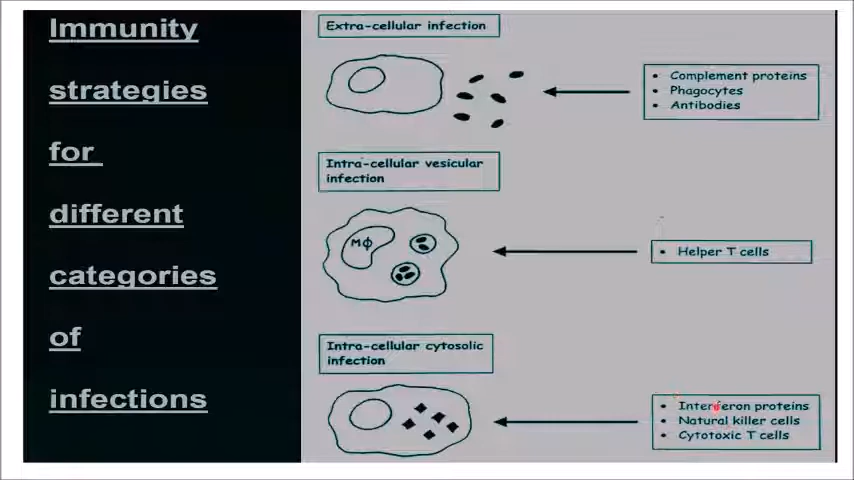 Immunity
strategies
for
different
categories
of
infections
Extra-cellular infection
• Complement proteins
• Phagocytes
• Antibodies
Intra-cellular vesicular
infection
MΦ
• Helper T cells
Intra-cellular cytosolic
infection
• Interferon proteins
• Natural killer cells
• Cytotoxic T cells